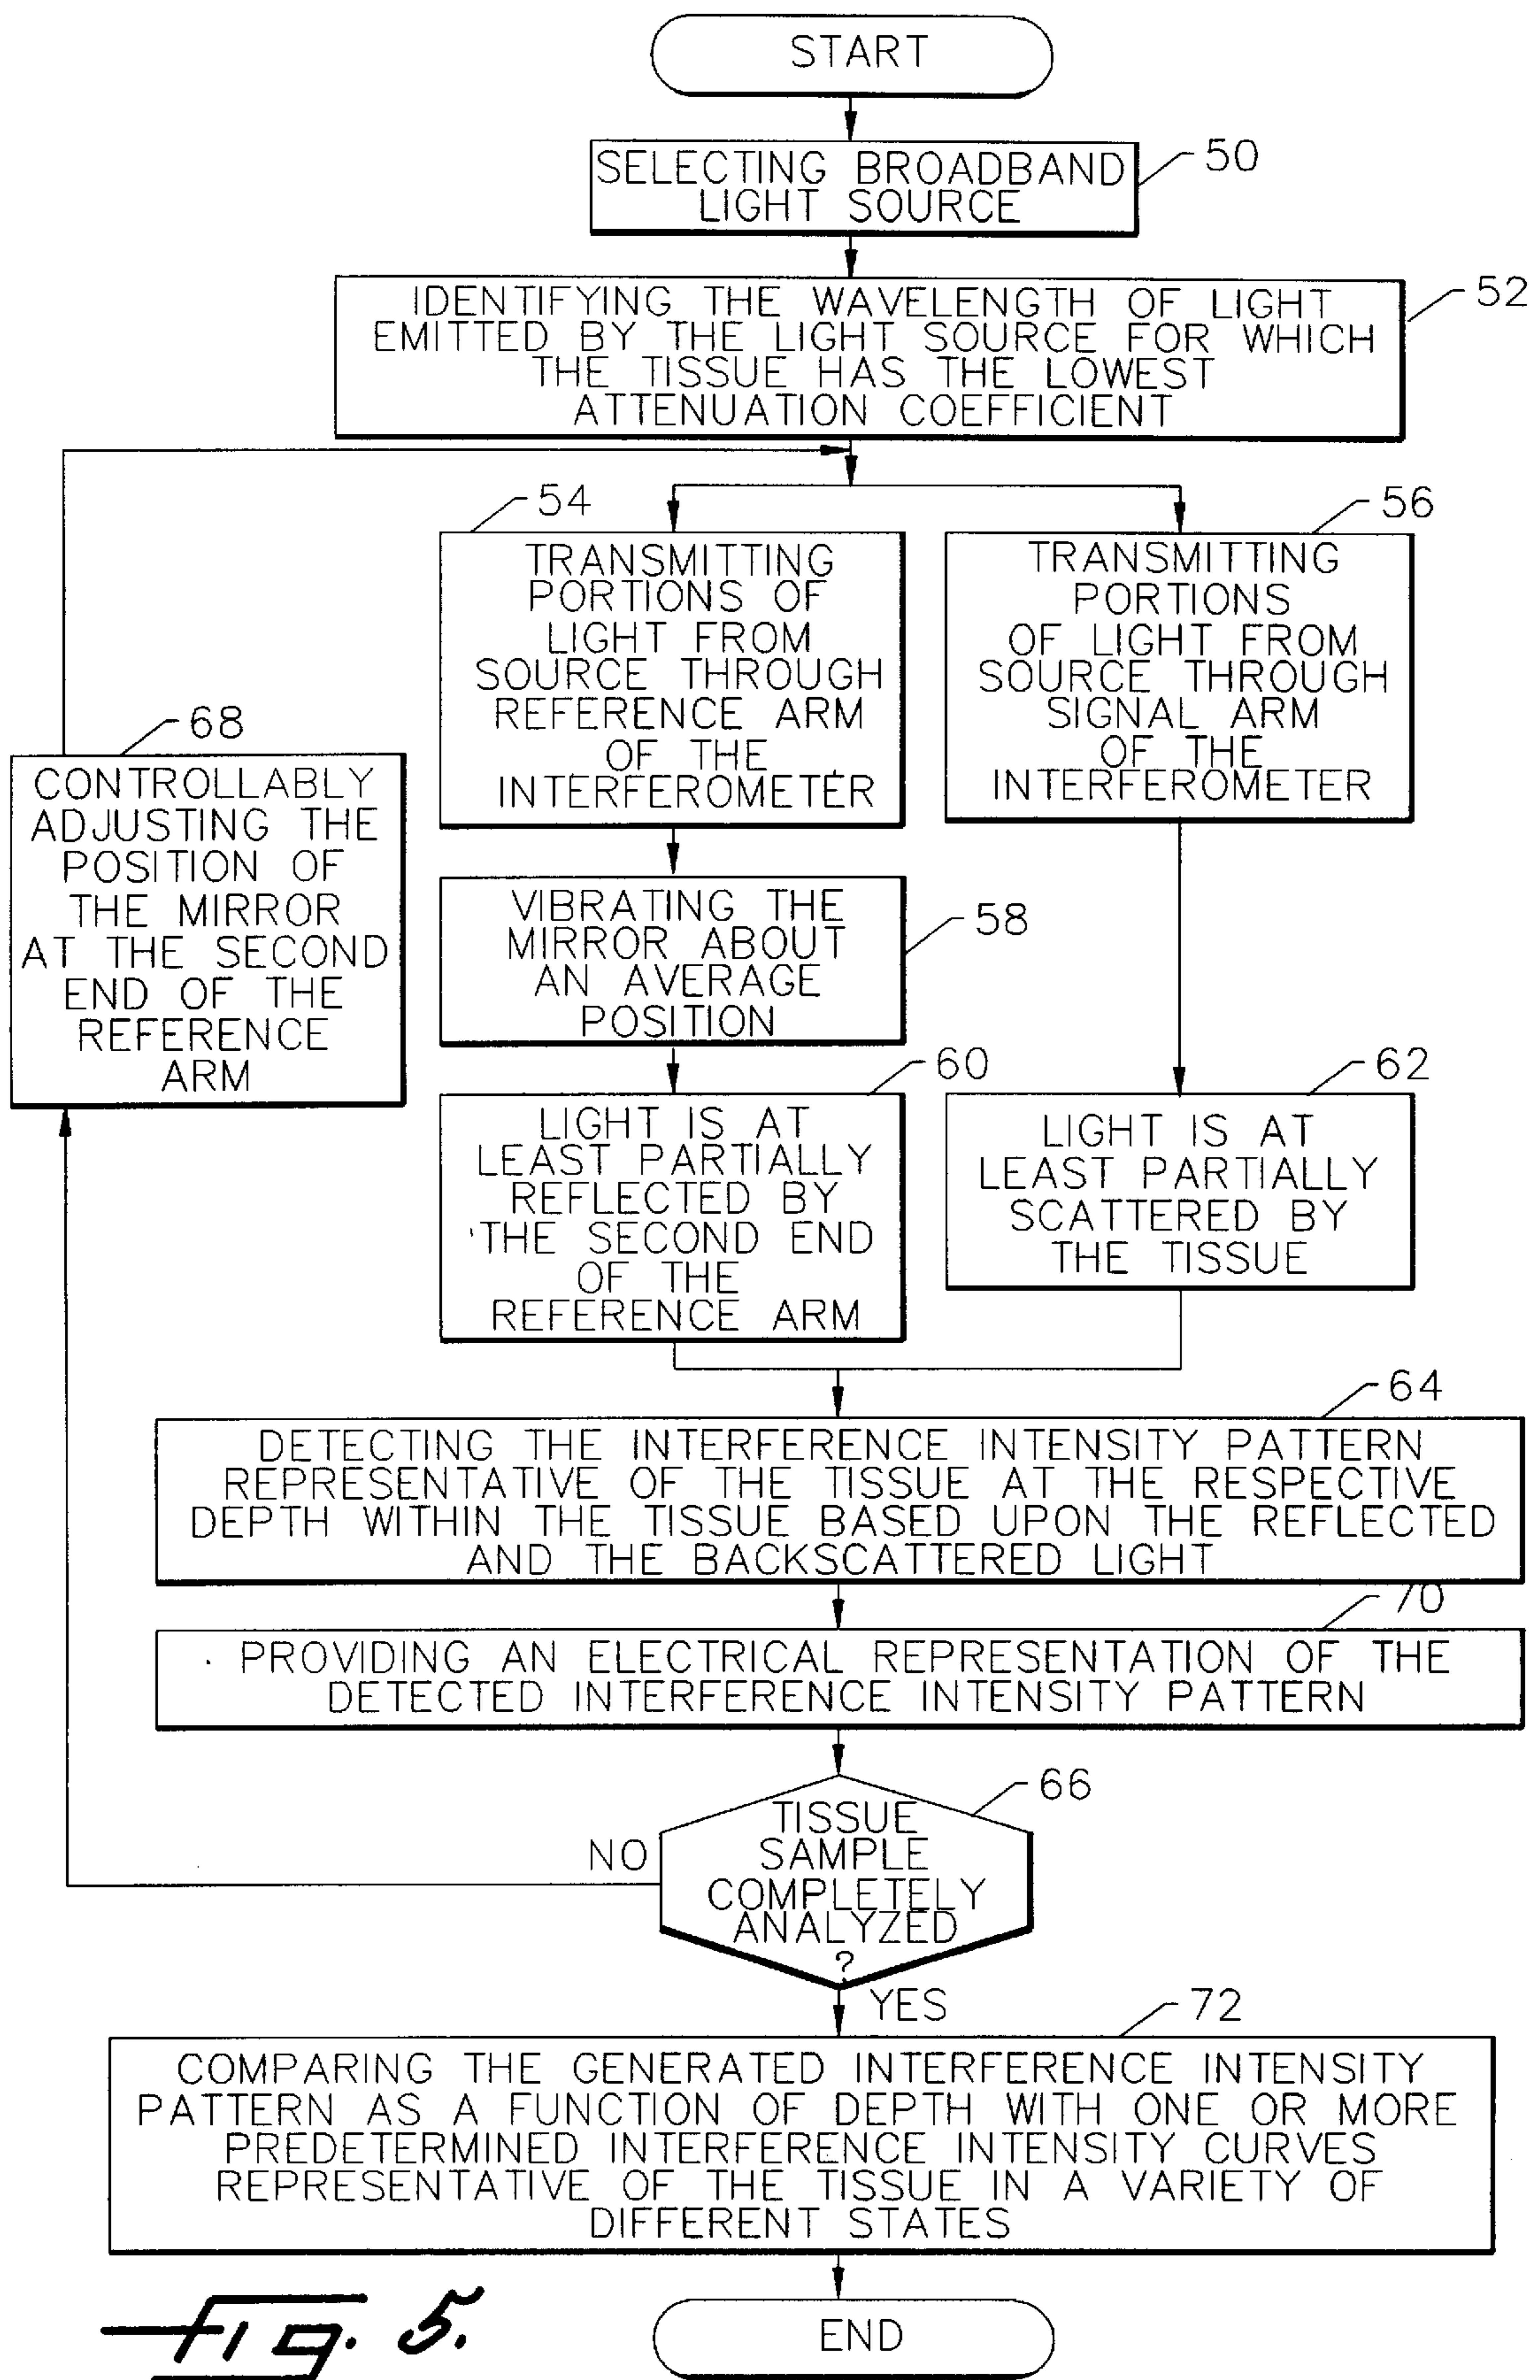 START
50
SELECTING BROADBAND
LIGHT SOURCE
52
IDENTIFYING THE WAVELENGTH OF LIGHT
EMITTED BY THE LIGHT SOURCE FOR WHICH
THE TISSUE HAS THE LOWEST
ATTENUATION COEFFICIENT
54
TRANSMITTING
PORTIONS OF
LIGHT FROM
SOURCE THROUGH
REFERENCE ARM
OF THE
INTERFEROMETER
56
TRANSMITTING
PORTIONS
OF LIGHT FROM
SOURCE THROUGH
SIGNAL ARM
OF THE
INTERFEROMETER
68
CONTROLLABLY
ADJUSTING THE
POSITION OF
THE MIRROR
AT THE SECOND
END OF THE
REFERENCE
ARM
58
VIBRATING THE
MIRROR ABOUT
AN AVERAGE
POSITION
60
LIGHT IS AT
LEAST PARTIALLY
REFLECTED BY
THE SECOND END
OF THE
REFERENCE ARM
62
LIGHT IS AT
LEAST PARTIALLY
SCATTERED BY
THE TISSUE
64
DETECTING THE INTERFERENCE INTENSITY PATTERN
REPRESENTATIVE OF THE TISSUE AT THE RESPECTIVE
DEPTH WITHIN THE TISSUE BASED UPON THE REFLECTED
AND THE BACKSCATTERED LIGHT
70
PROVIDING AN ELECTRICAL REPRESENTATION OF THE
DETECTED INTERFERENCE INTENSITY PATTERN
66
TISSUE
SAMPLE
COMPLETELY
ANALYZED
?
NO
YES
72
COMPARING THE GENERATED INTERFERENCE INTENSITY
PATTERN AS A FUNCTION OF DEPTH WITH ONE OR MORE
PREDETERMINED INTERFERENCE INTENSITY CURVES
REPRESENTATIVE OF THE TISSUE IN A VARIETY OF
DIFFERENT STATES
END
Fig. 5.